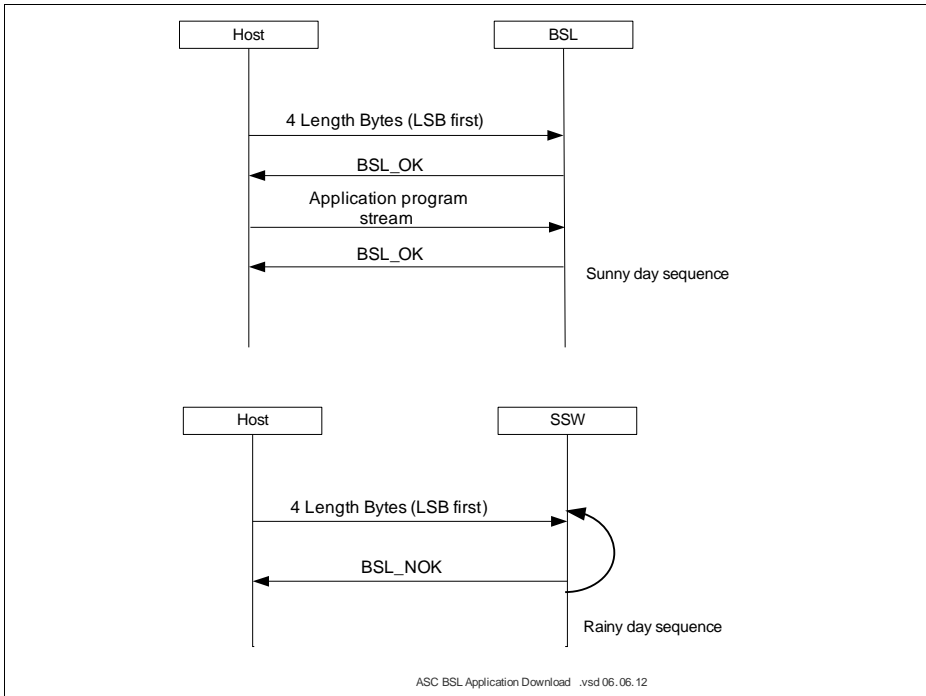 Host
BSL
4 Length Bytes (LSB first)
BSL_OK
Application program
stream
BSL_OK
Sunny day sequence
Host
SSW
4 Length Bytes (LSB first)
BSL_NOK
Rainy day sequence
ASC BSL Application Download .vsd 06.06.12